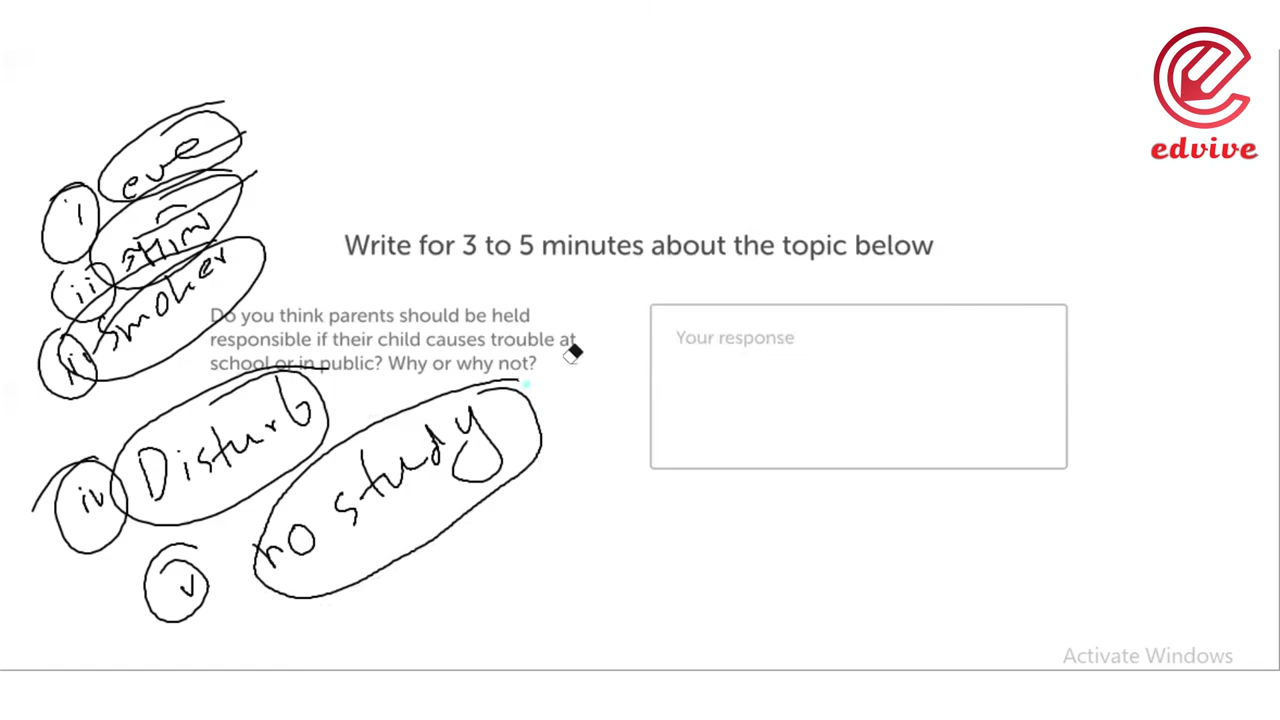 edvive
eve
i
ii
smoker
Write for 3 to 5 minutes about the topic below
Do you think parents should be held
responsible if their child causes trouble at
school or in public? Why or why not?
Your response
iv Disturb
v no study
Activate Windows